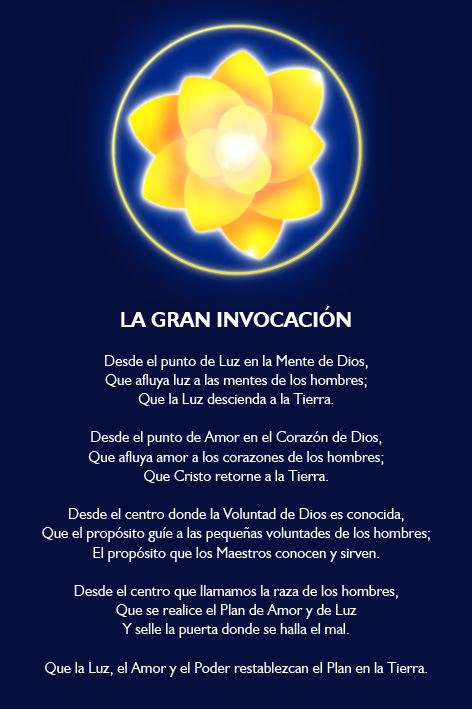 LA GRAN INVOCACIÓN
Desde el punto de Luz en la Mente de Dios,
Que afluya luz a las mentes de los hombres;
Que la Luz descienda a la Tierra.
Desde el punto de Amor en el Corazón de Dios,
Que afluya amor a los corazones de los hombres;
Que Cristo retorne a la Tierra.
Desde el centro donde la Voluntad de Dios es conocida,
Que el propósito guíe a las pequeñas voluntades de los hombres;
El propósito que los Maestros conocen y sirven.
Desde el centro que llamamos la raza de los hombres,
Que se realice el Plan de Amor y de Luz
Y selle la puerta donde se halla el mal.
Que la Luz, el Amor y el Poder restablezcan el Plan en la Tierra.